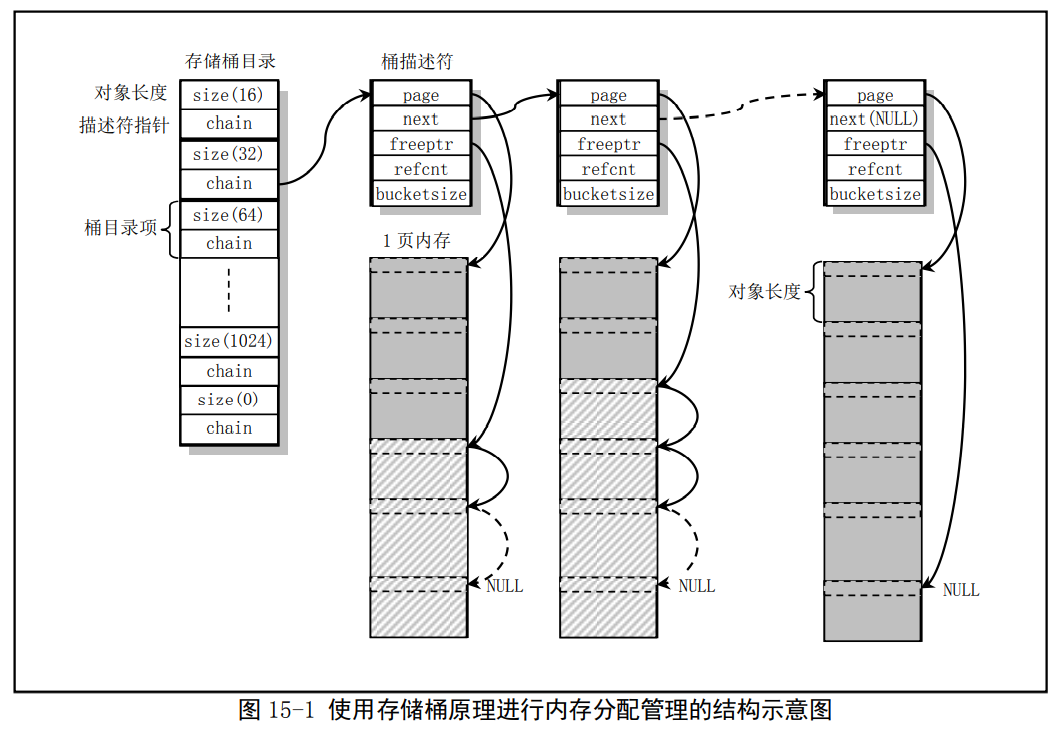 存储桶目录
对象长度
描述符指针
size(16)
chain
size(32)
chain
桶目录项
size(64)
chain
size(1024)
chain
size(0)
chain
桶描述符
page
next
freeptr
refcnt
bucketsize
1页内存
NULL
page
next
freeptr
refcnt
bucketsize
NULL
page
next(NULL)
freeptr
refcnt
bucketsize
对象长度
NULL
图 15-1 使用存储桶原理进行内存分配管理的结构示意图